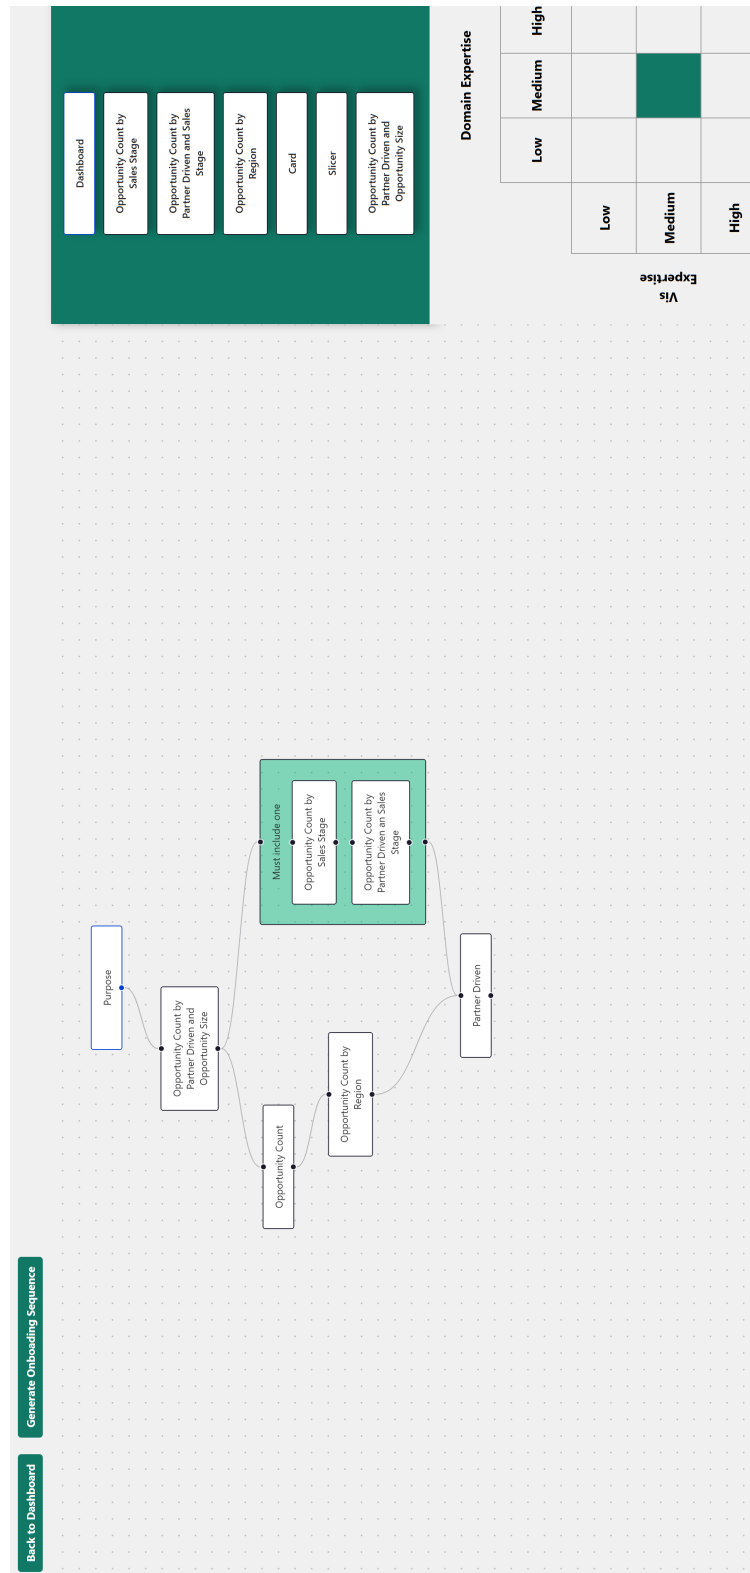 Back to Dashboard
Generate Onboading Sequence
Purpose
Opportunity Count by
Partner Driven and
Opportunity Size
Opportunity Count
Opportunity Count by
Region
Must include one
Opportunity Count by
Sales Stage
Opportunity Count by
Partner Driven an Sales
Stage
Partner Driven
Dashboard
Opportunity Count by
Sales Stage
Opportunity Count by
Partner Driven and Sales
Stage
Opportunity Count by
Region
Card
Slicer
Opportunity Count by
Partner Driven and
Opportunity Size
Domain Expertise
Low
Medium
High
Vis
Expertise
Low
Medium
High